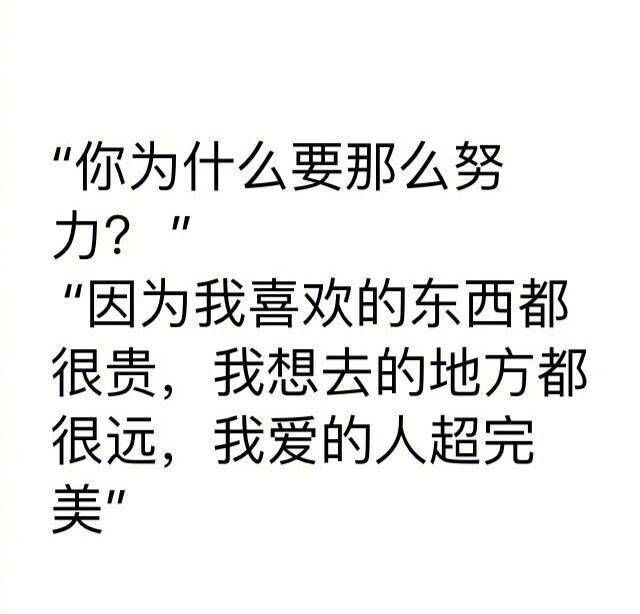 “你为什么要那么努
力？ ”
“因为我喜欢的东西都
很贵，我想去的地方都
很远，我爱的人超完
美”